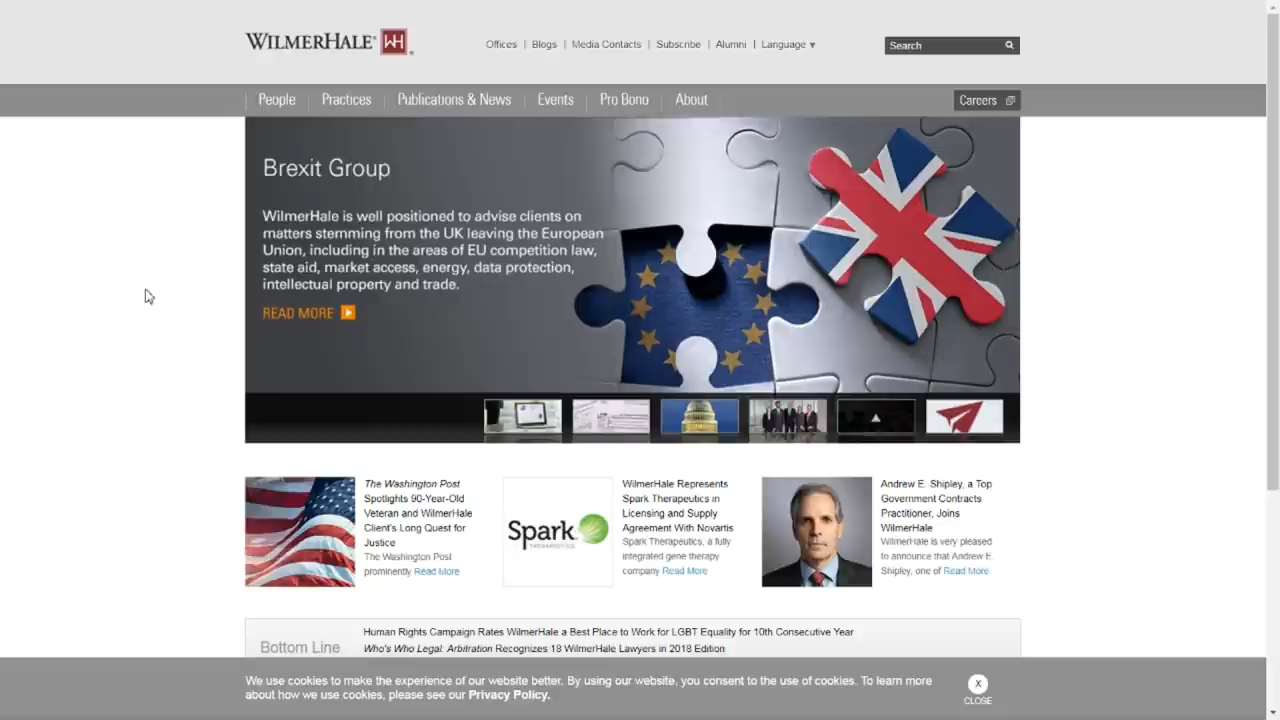 WILMERHALE WH
Offices | Blogs | Media Contacts | Subscribe | Alumni | Language ▼
Search
People
Practices
Publications & News
Events
Pro Bono
About
Careers
Brexit Group
WilmerHale is well positioned to advise clients on
matters stemming from the UK leaving the European
Union, including in the areas of EU competition law,
state aid, market access, energy, data protection,
intellectual property and trade.
READ MORE
The Washington Post
Spotlights 90-Year-Old
Veteran and WilmerHale
Client's Long Quest for
Justice
The Washington Post
prominently Read More
Spark
THERAPEUTICS
WilmerHale Represents
Spark Therapeutics in
Licensing and Supply
Agreement With Novartis
Spark Therapeutics, a fully
integrated gene therapy
company Read More
Andrew E. Shipley, a Top
Government Contracts
Practitioner, Joins
WilmerHale
WilmerHale is very pleased
to announce that Andrew E.
Shipley, one of Read More
Bottom Line
Human Rights Campaign Rates WilmerHale a Best Place to Work for LGBT Equality for 10th Consecutive Year
Who's Who Legal: Arbitration Recognizes 18 WilmerHale Lawyers in 2018 Edition
We use cookies to make the experience of our website better. By using our website, you consent to the use of cookies. To learn more
about how we use cookies, please see our Privacy Policy.
X
CLOSE